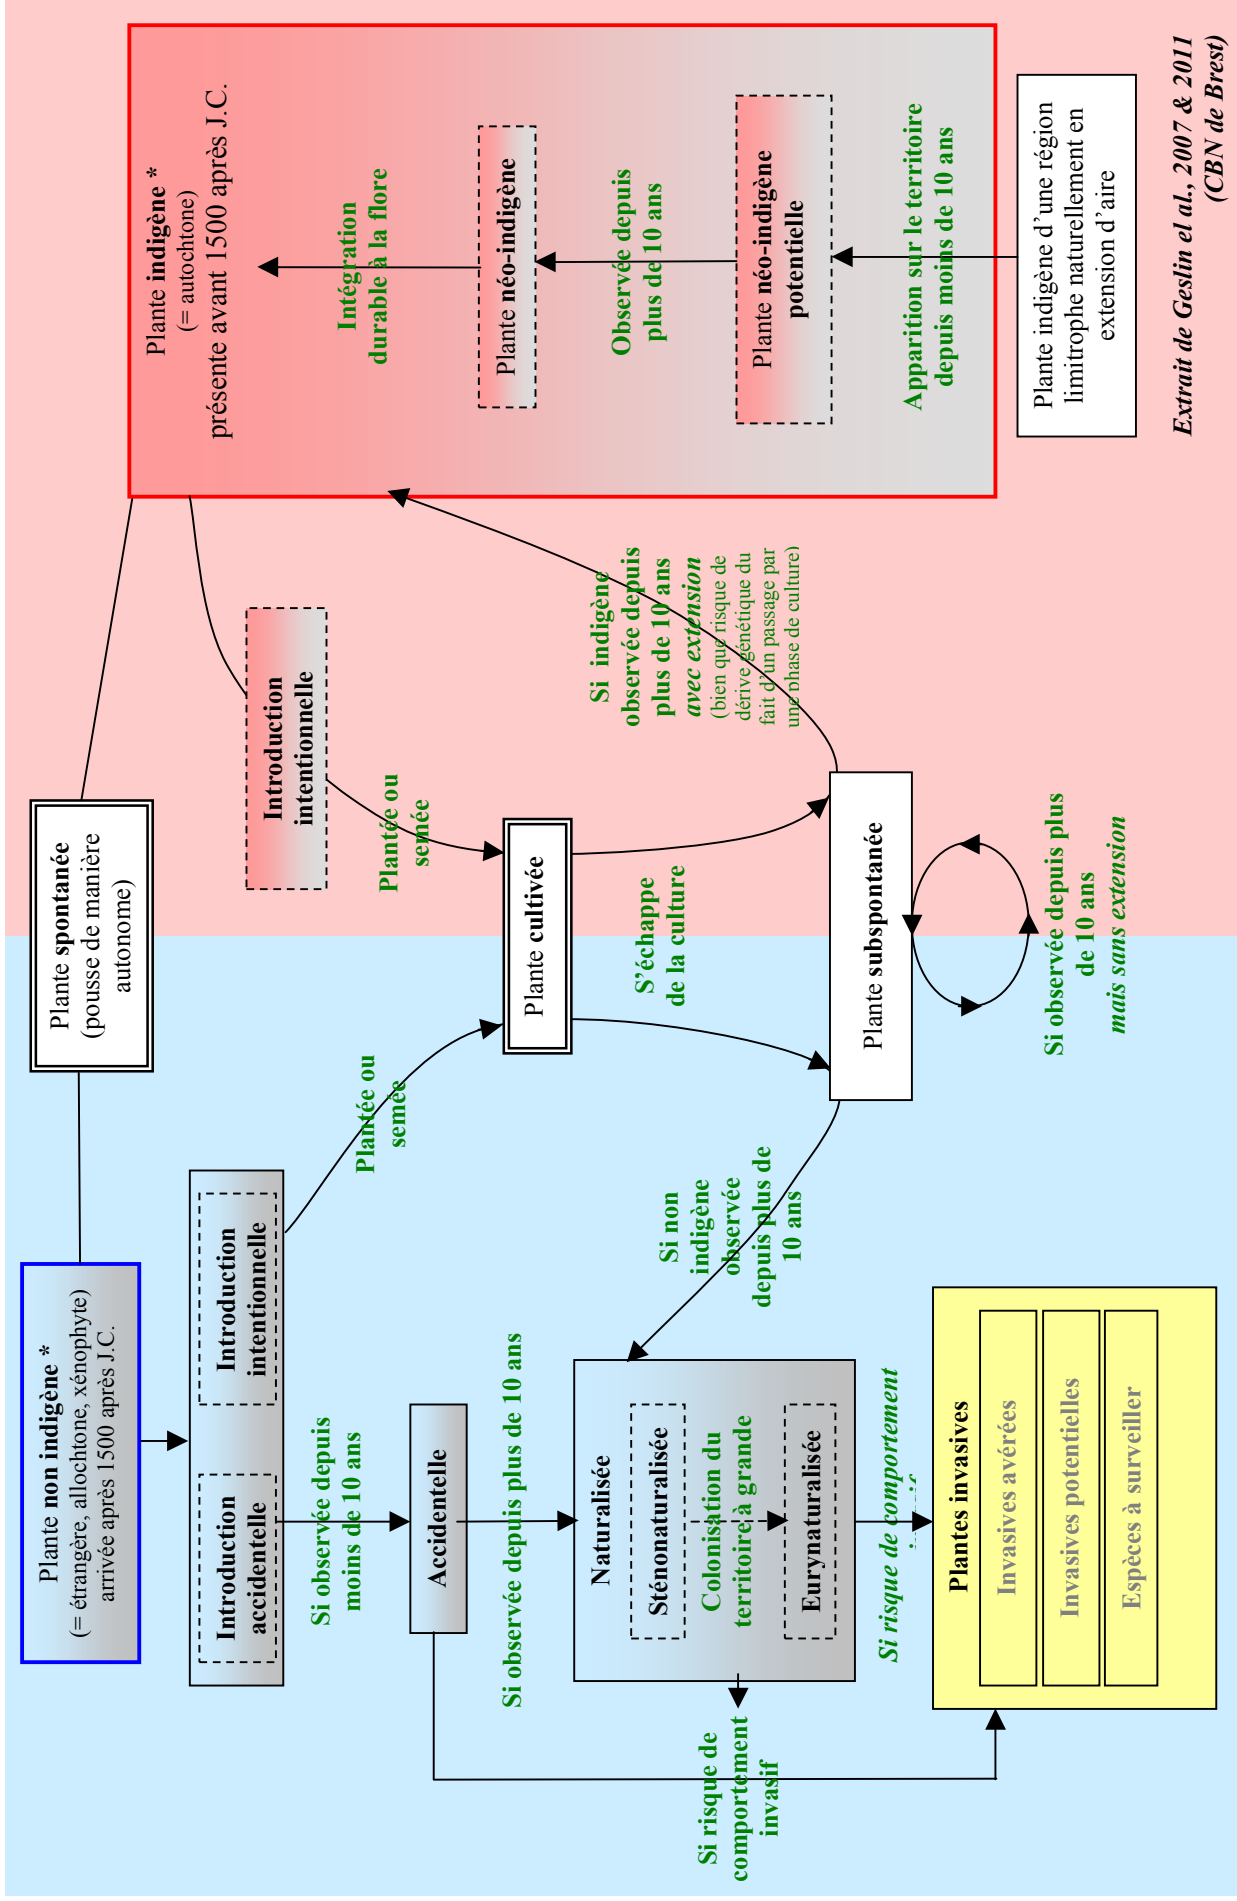 Plante non indigène *
(= étrangère, allochtone, xénophyte)
arrivée après 1500 après J.C.
Plante spontanée
(pousse de manière
autonome)
Plante indigène *
(= autochtone)
présente avant 1500 après J.C.
Introduction
accidentelle
Introduction
intentionnelle
Introduction
intentionnelle
Intégration
durable à la flore
Si observée depuis
moins de 10 ans
Plantée ou
semée
Plantée ou
semée
Accidentelle
Plante cultivée
Plante néo-indigène
Si observée depuis plus de 10 ans
S’échappe
de la culture
Si indigène
observée depuis
plus de 10 ans
avec extension
(bien que risque de
dérive génétique du
fait d’un passage par
une phase de culture)
Observée depuis
plus de 10 ans
Naturalisée
Sténonaturalisée
Colonisation du
territoire à grande
Eurynaturalisée
Si non
indigène
observée
depuis plus de
10 ans
Plante néo-indigène
potentielle
Si risque de
comportement
invasif
Si risque de comportement
Plante subspontanée
Apparition sur le territoire
depuis moins de 10 ans
Plantes invasives
Invasives avérées
Invasives potentielles
Espèces à surveiller
Si observée depuis plus
de 10 ans
mais sans extension
Plante indigène d’une région
limitrophe naturellement en
extension d’aire
Extrait de Geslin el al., 2007 & 2011
(CBN de Brest)